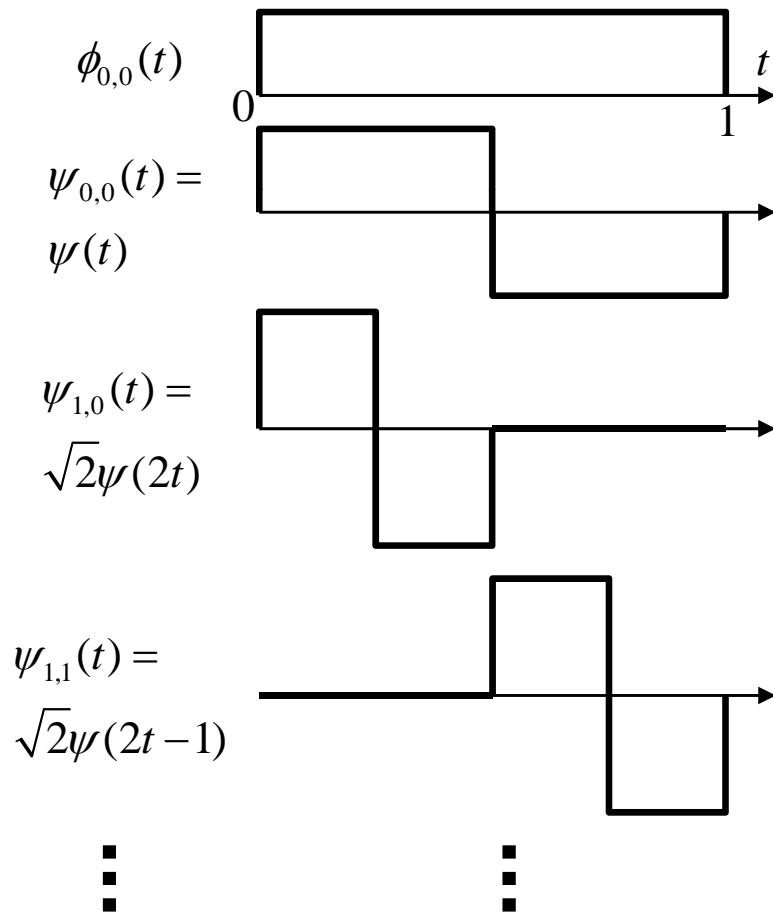 ϕ₀,₀(t)
t
0
1
ψ₀,₀(t) =
ψ(t)
ψ₁,₀(t) =
√2ψ(2t)
ψ₁,₁(t) =
√2ψ(2t−1)